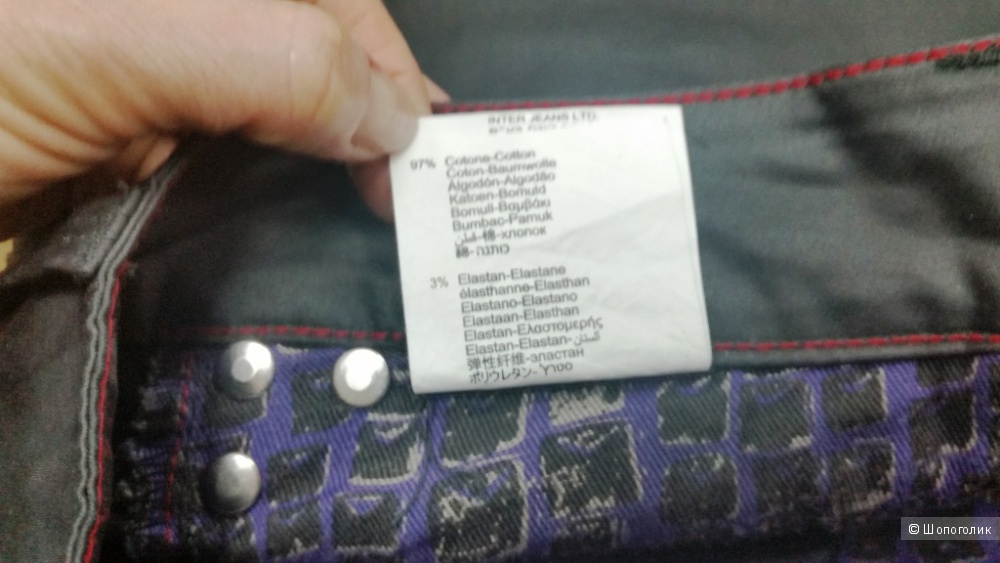 INTER JEANS LTD.
97% Cotone-Cotton
Coton-Baumwolle
Algodón-Algodão
Katoen-Bomuld
Bomull-Βαμβάκι
Bumbac-Pamuk
قطن-棉-хлопок
綿-כותנה
3% Elastan-Elastane
élasthanne-Elasthan
Elastano-Elastano
Elastaan-Elasthan
Elastan-Ελαστομερής
Elastan-Elastan-
弹性纤维-эластан
ポリウレタン-
© Шопоголик